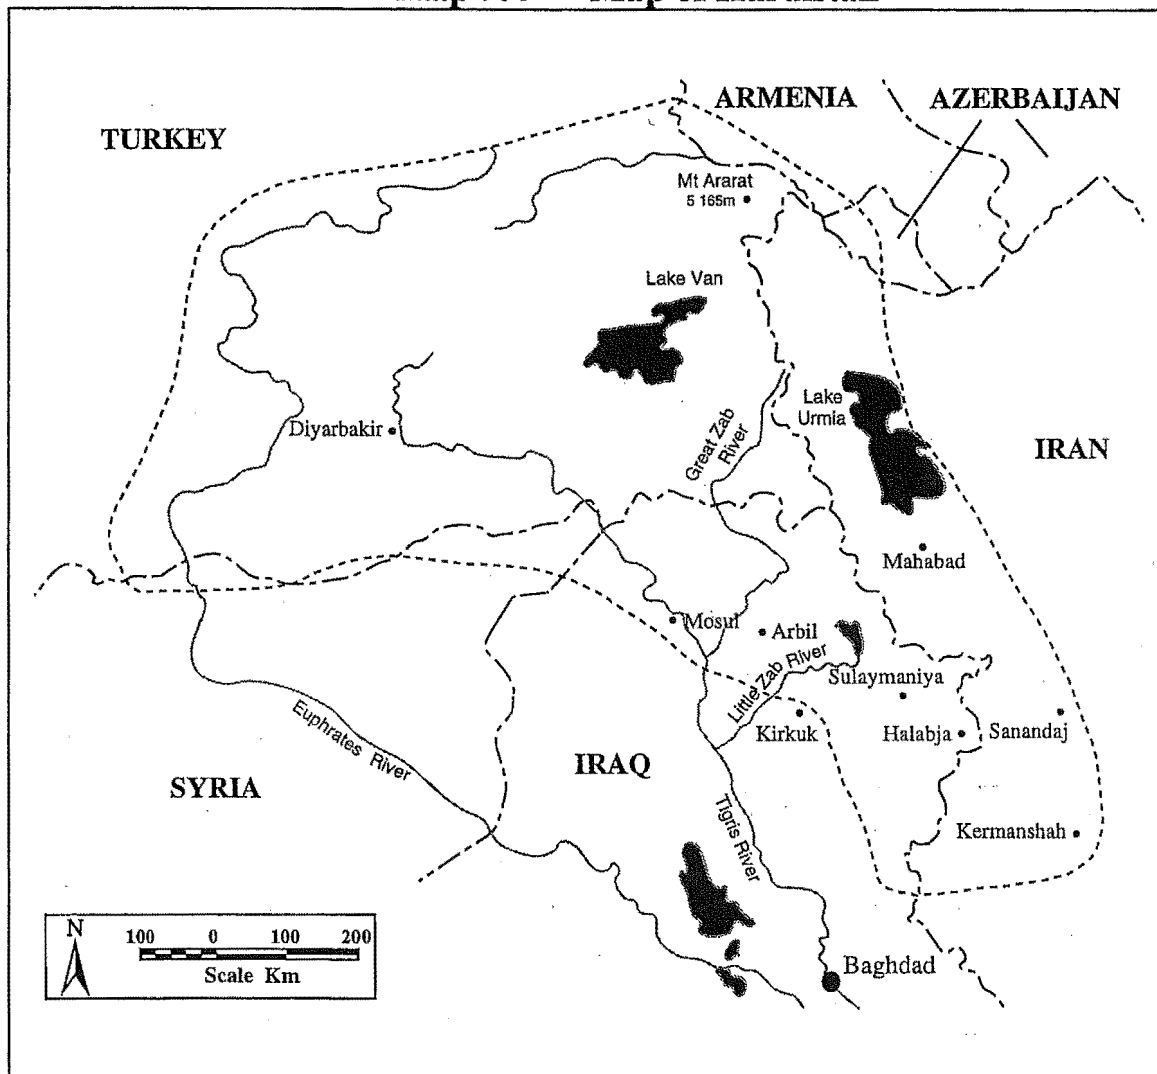 ARMENIA
AZERBAIJAN
TURKEY
Mt Ararat
5 165m
Lake Van
Lake
Urmia
Great Zab
River
Diyarbakir
IRAN
Mahabad
Mosul
Arbil
Little Zab River
Sulaymaniya
Kirkuk
Halabja
Sanandaj
Euphrates River
IRAQ
SYRIA
Tigris River
Kermanshah
N
100 0 100 200
Scale Km
Baghdad